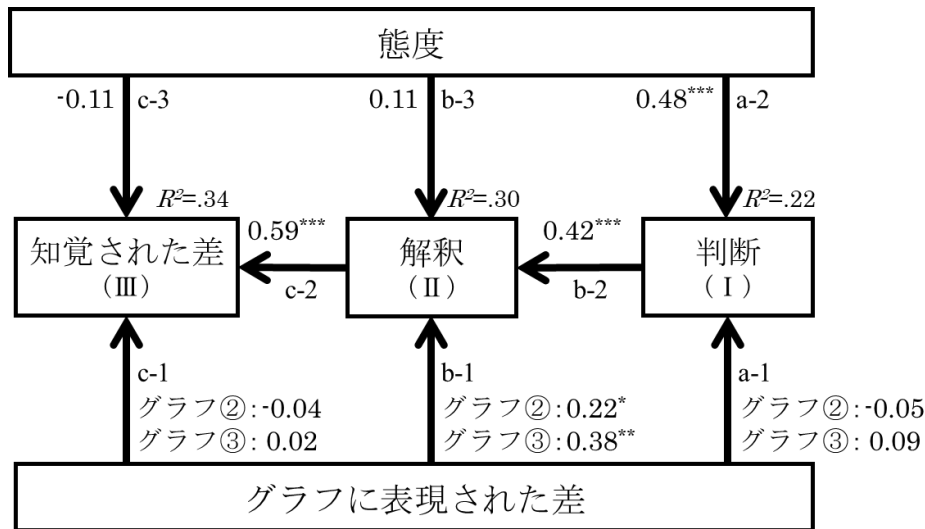 態度
-0.11 c-3
0.11 b-3
0.48*** a-2
R²=.34
R²=.30
R²=.22
知覚された差
(Ⅲ)
0.59***
c-2
解釈
(Ⅱ)
0.42***
b-2
判断
(Ⅰ)
c-1
グラフ②:-0.04
グラフ③:0.02
b-1
グラフ②:0.22*
グラフ③:0.38**
a-1
グラフ②:-0.05
グラフ③:0.09
グラフに表現された差